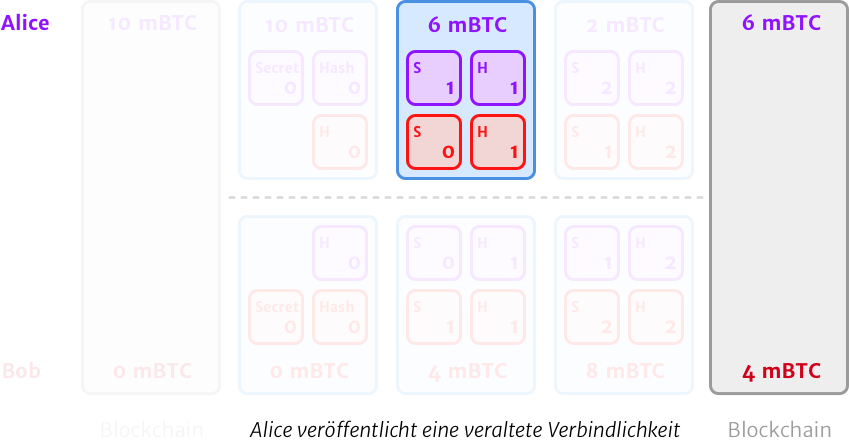 Alice 10 mBTC 10 mBTC 6 mBTC 2 mBTC 6 mBTC
Secret Hash S H S H
0 0 1 1 2 2
H S H S H
0 0 1 1 2
H S H S H
0 0 1 1 2
Secret Hash S H S H
0 0 1 1 2 2
Bob 0 mBTC 0 mBTC 4 mBTC 8 mBTC 4 mBTC
Blockchain Alice veröffentlicht eine veraltete Verbindlichkeit Blockchain